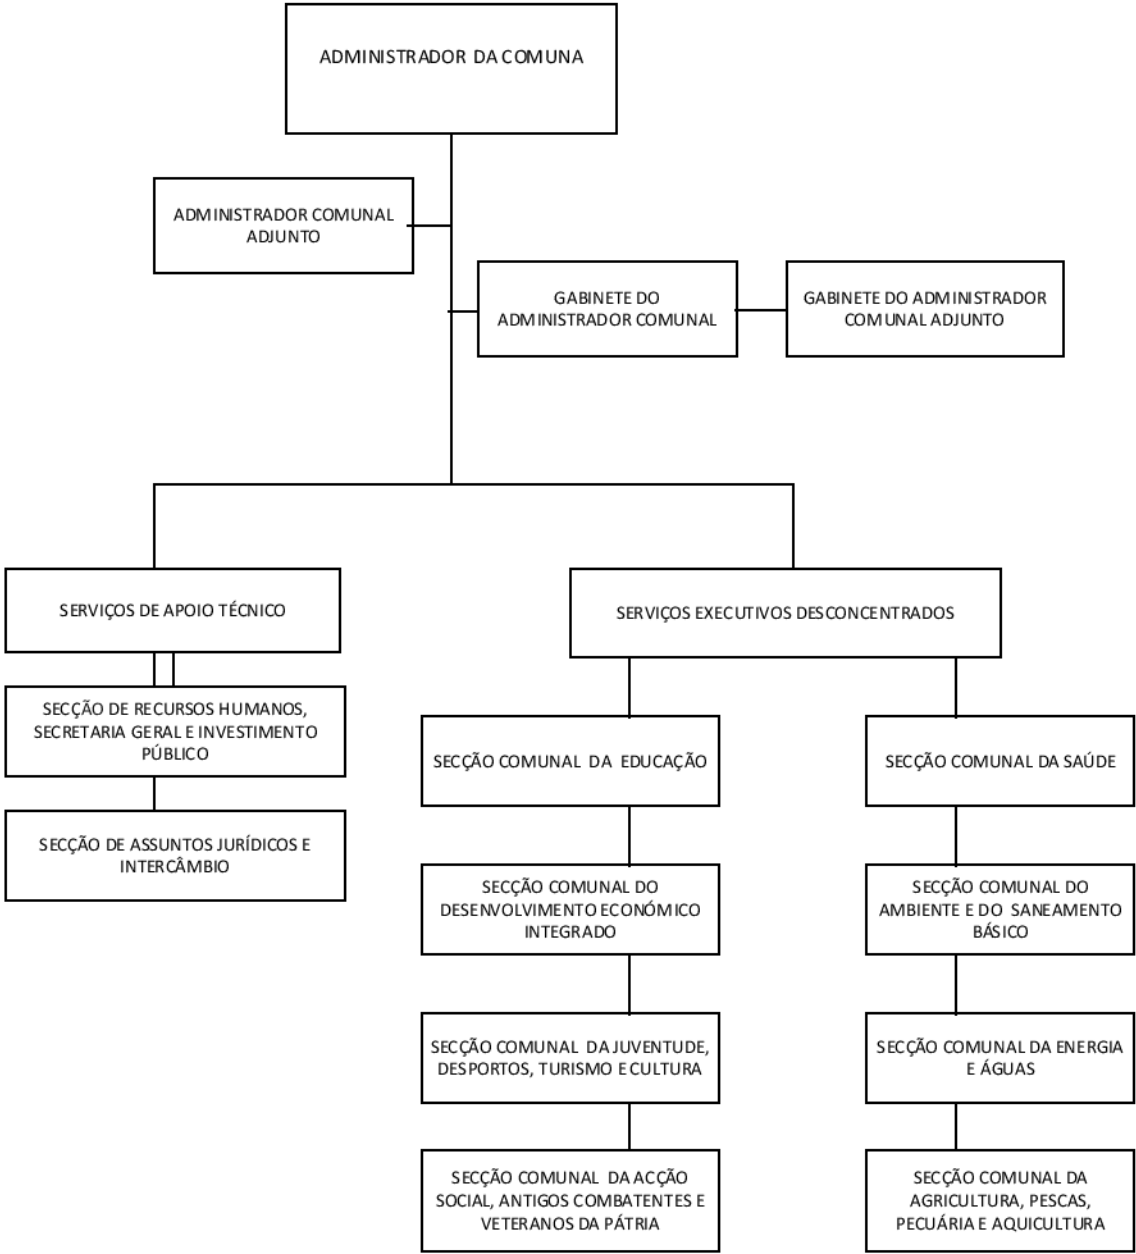 ADMINISTRADOR DA COMUNA
ADMINISTRADOR COMUNAL
ADJUNTO
GABINETE DO
ADMINISTRADOR COMUNAL
GABINETE DO ADMINISTRADOR
COMUNAL ADJUNTO
SERVIÇOS DE APOIO TÉCNICO
SECÇÃO DE RECURSOS HUMANOS,
SECRETARIA GERAL E INVESTIMENTO
PÚBLICO
SECÇÃO DE ASSUNTOS JURÍDICOS E
INTERCÂMBIO
SERVIÇOS EXECUTIVOS DESCONCENTRADOS
SECÇÃO COMUNAL DA EDUCAÇÃO
SECÇÃO COMUNAL DO
DESENVOLVIMENTO ECONÓMICO
INTEGRADO
SECÇÃO COMUNAL DA JUVENTUDE,
DESPORTOS, TURISMO E CULTURA
SECÇÃO COMUNAL DA ACÇÃO
SOCIAL, ANTIGOS COMBATENTES E
VETERANOS DA PÁTRIA
SECÇÃO COMUNAL DA SAÚDE
SECÇÃO COMUNAL DO
AMBIENTE E DO SANEAMENTO
BÁSICO
SECÇÃO COMUNAL DA ENERGIA
E ÁGUAS
SECÇÃO COMUNAL DA
AGRICULTURA, PESCAS,
PECUÁRIA E AQUICULTURA